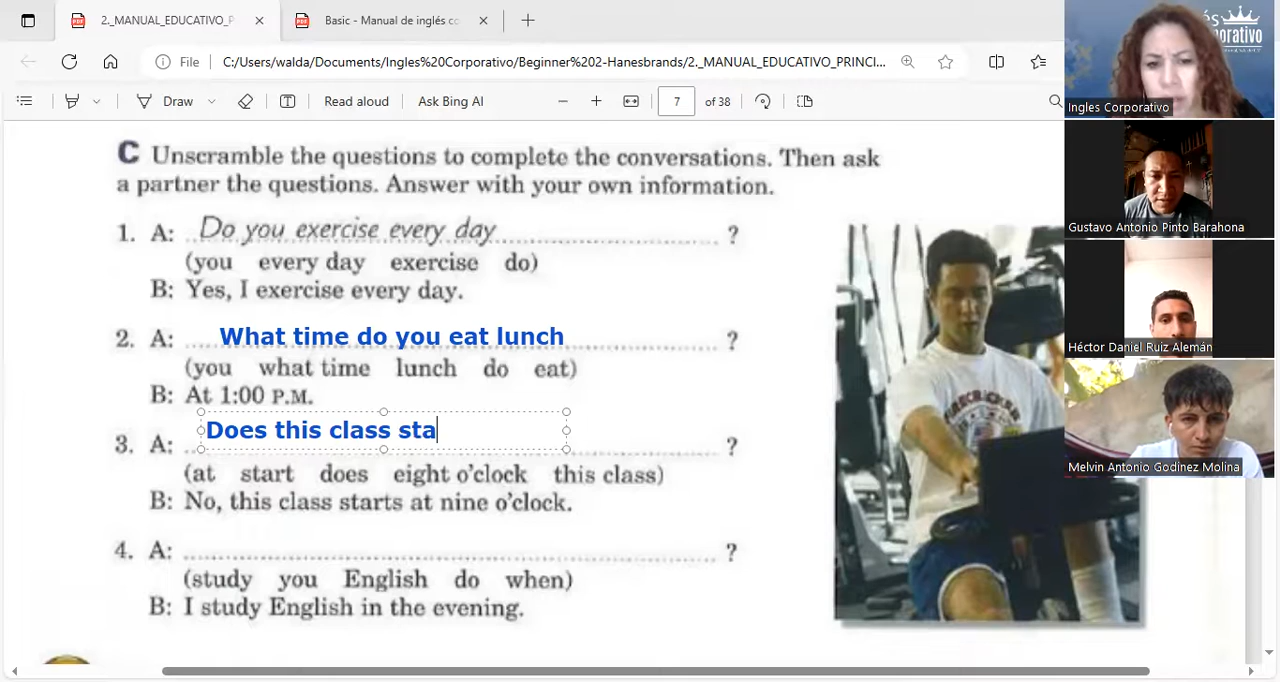 2._MANUAL_EDUCATIVO_P
Basic - Manual de inglés co
File
C:/Users/walda/Documents/Ingles%20Corporativo/Beginner%202-Hanesbrands/2._MANUAL_EDUCATIVO_PRINCI...
Draw
Read aloud
Ask Bing AI
7
of 38
C Unscramble the questions to complete the conversations. Then ask
a partner the questions. Answer with your own information.
1. A: Do you exercise every day ?
(you every day exercise do)
B: Yes, I exercise every day.
2. A: What time do you eat lunch ?
(you what time lunch do eat)
B: At 1:00 P.M.
3. A: Does this class sta ?
(at start does eight o'clock this class)
B: No, this class starts at nine o'clock.
4. A: ?
(study you English do when)
B: I study English in the evening.
Ingles Corporativo
Gustavo Antonio Pinto Barahona
Héctor Daniel Ruiz Alemán
Melvin Antonio Godinez Molina